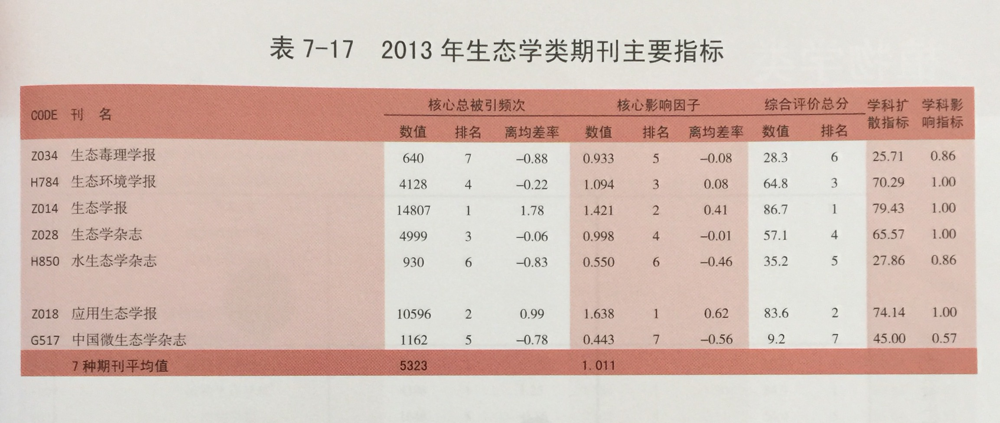 表 7-17 2013 年生态学类期刊主要指标
CODE 刊 名 核心总被引频次 核心影响因子 综合评价总分 学科扩散指标 学科影响指标
数值 排名 离均差率 数值 排名 离均差率 数值 排名
Z034 生态毒理学报 640 7 –0.88 0.933 5 –0.08 28.3 6 25.71 0.86
H784 生态环境学报 4128 4 –0.22 1.094 3 0.08 64.8 3 70.29 1.00
Z014 生态学报 14807 1 1.78 1.421 2 0.41 86.7 1 79.43 1.00
Z028 生态学杂志 4999 3 –0.06 0.998 4 –0.01 57.1 4 65.57 1.00
H850 水生态学杂志 930 6 –0.83 0.550 6 –0.46 35.2 5 27.86 0.86
Z018 应用生态学报 10596 2 0.99 1.638 1 0.62 83.6 2 74.14 1.00
G517 中国微生态学杂志 1162 5 –0.78 0.443 7 –0.56 9.2 7 45.00 0.57
7 种期刊平均值 5323 1.011